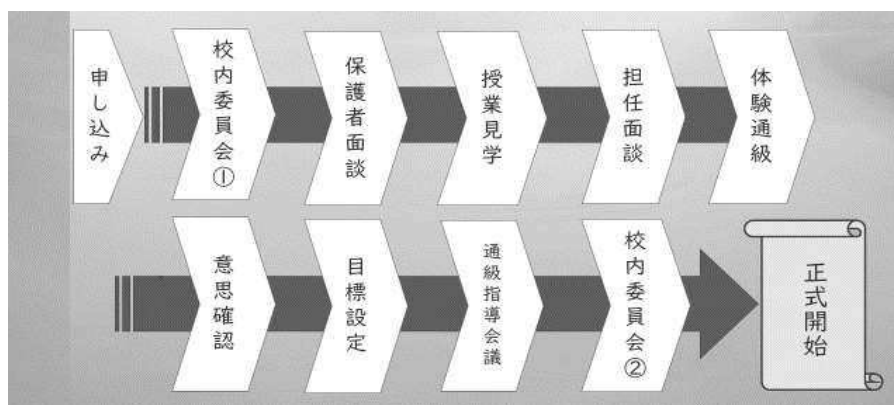 申し込み
校内委員会①
保護者面談
授業見学
担任面談
体験通級
意思確認
目標設定
通級指導会議
校内委員会②
正式開始